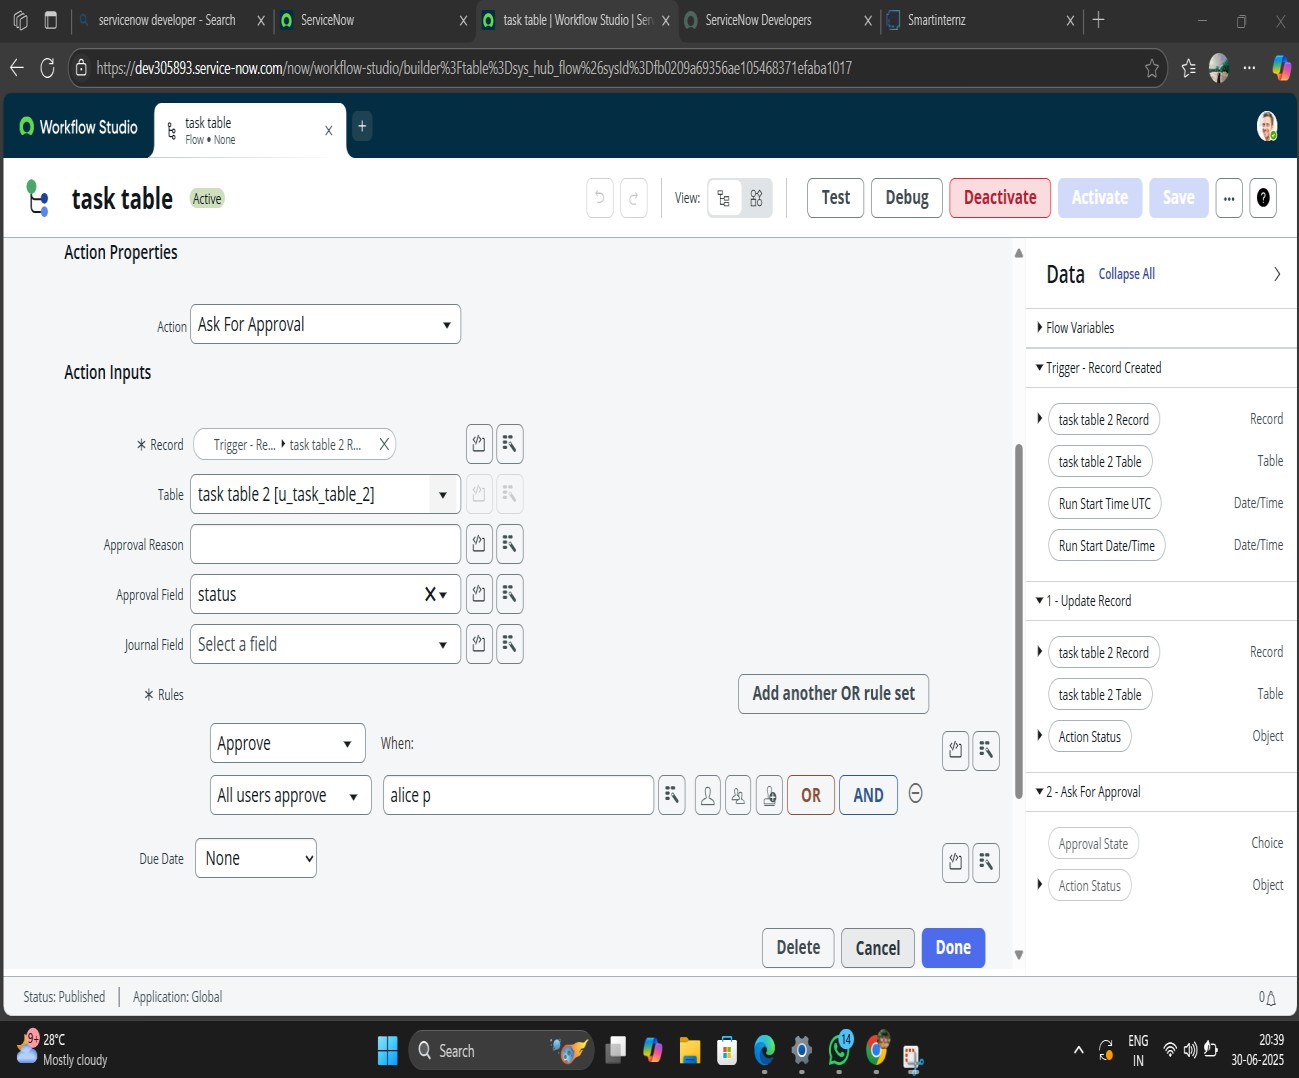 servicenow developer - Search
ServiceNow
task table | Workflow Studio | Ser
ServiceNow Developers
Smartinternz
https://dev305893.service-now.com/now/workflow-studio/builder%3Ftable%3Dsys_hub_flow%26sysId%3Dfb0209a69356ae105468371efaba1017
Workflow Studio
task table
Flow • None
task table
Active
View:
Test
Debug
Deactivate
Activate
Save
Action Properties
Action
Ask For Approval
Action Inputs
* Record
Trigger - Re... ▸ task table 2 R...
Table
task table 2 [u_task_table_2]
Approval Reason
Approval Field
status
Journal Field
Select a field
* Rules
Add another OR rule set
Approve
When:
All users approve
alice p
OR
AND
Due Date
None
Delete
Cancel
Done
Data
Collapse All
Flow Variables
Trigger - Record Created
task table 2 Record
Record
task table 2 Table
Table
Run Start Time UTC
Date/Time
Run Start Date/Time
Date/Time
1 - Update Record
task table 2 Record
Record
task table 2 Table
Table
Action Status
Object
2 - Ask For Approval
Approval State
Choice
Action Status
Object
Status: Published
Application: Global
0
9+
28°C
Mostly cloudy
Search
14
ENG
IN
20:39
30-06-2025